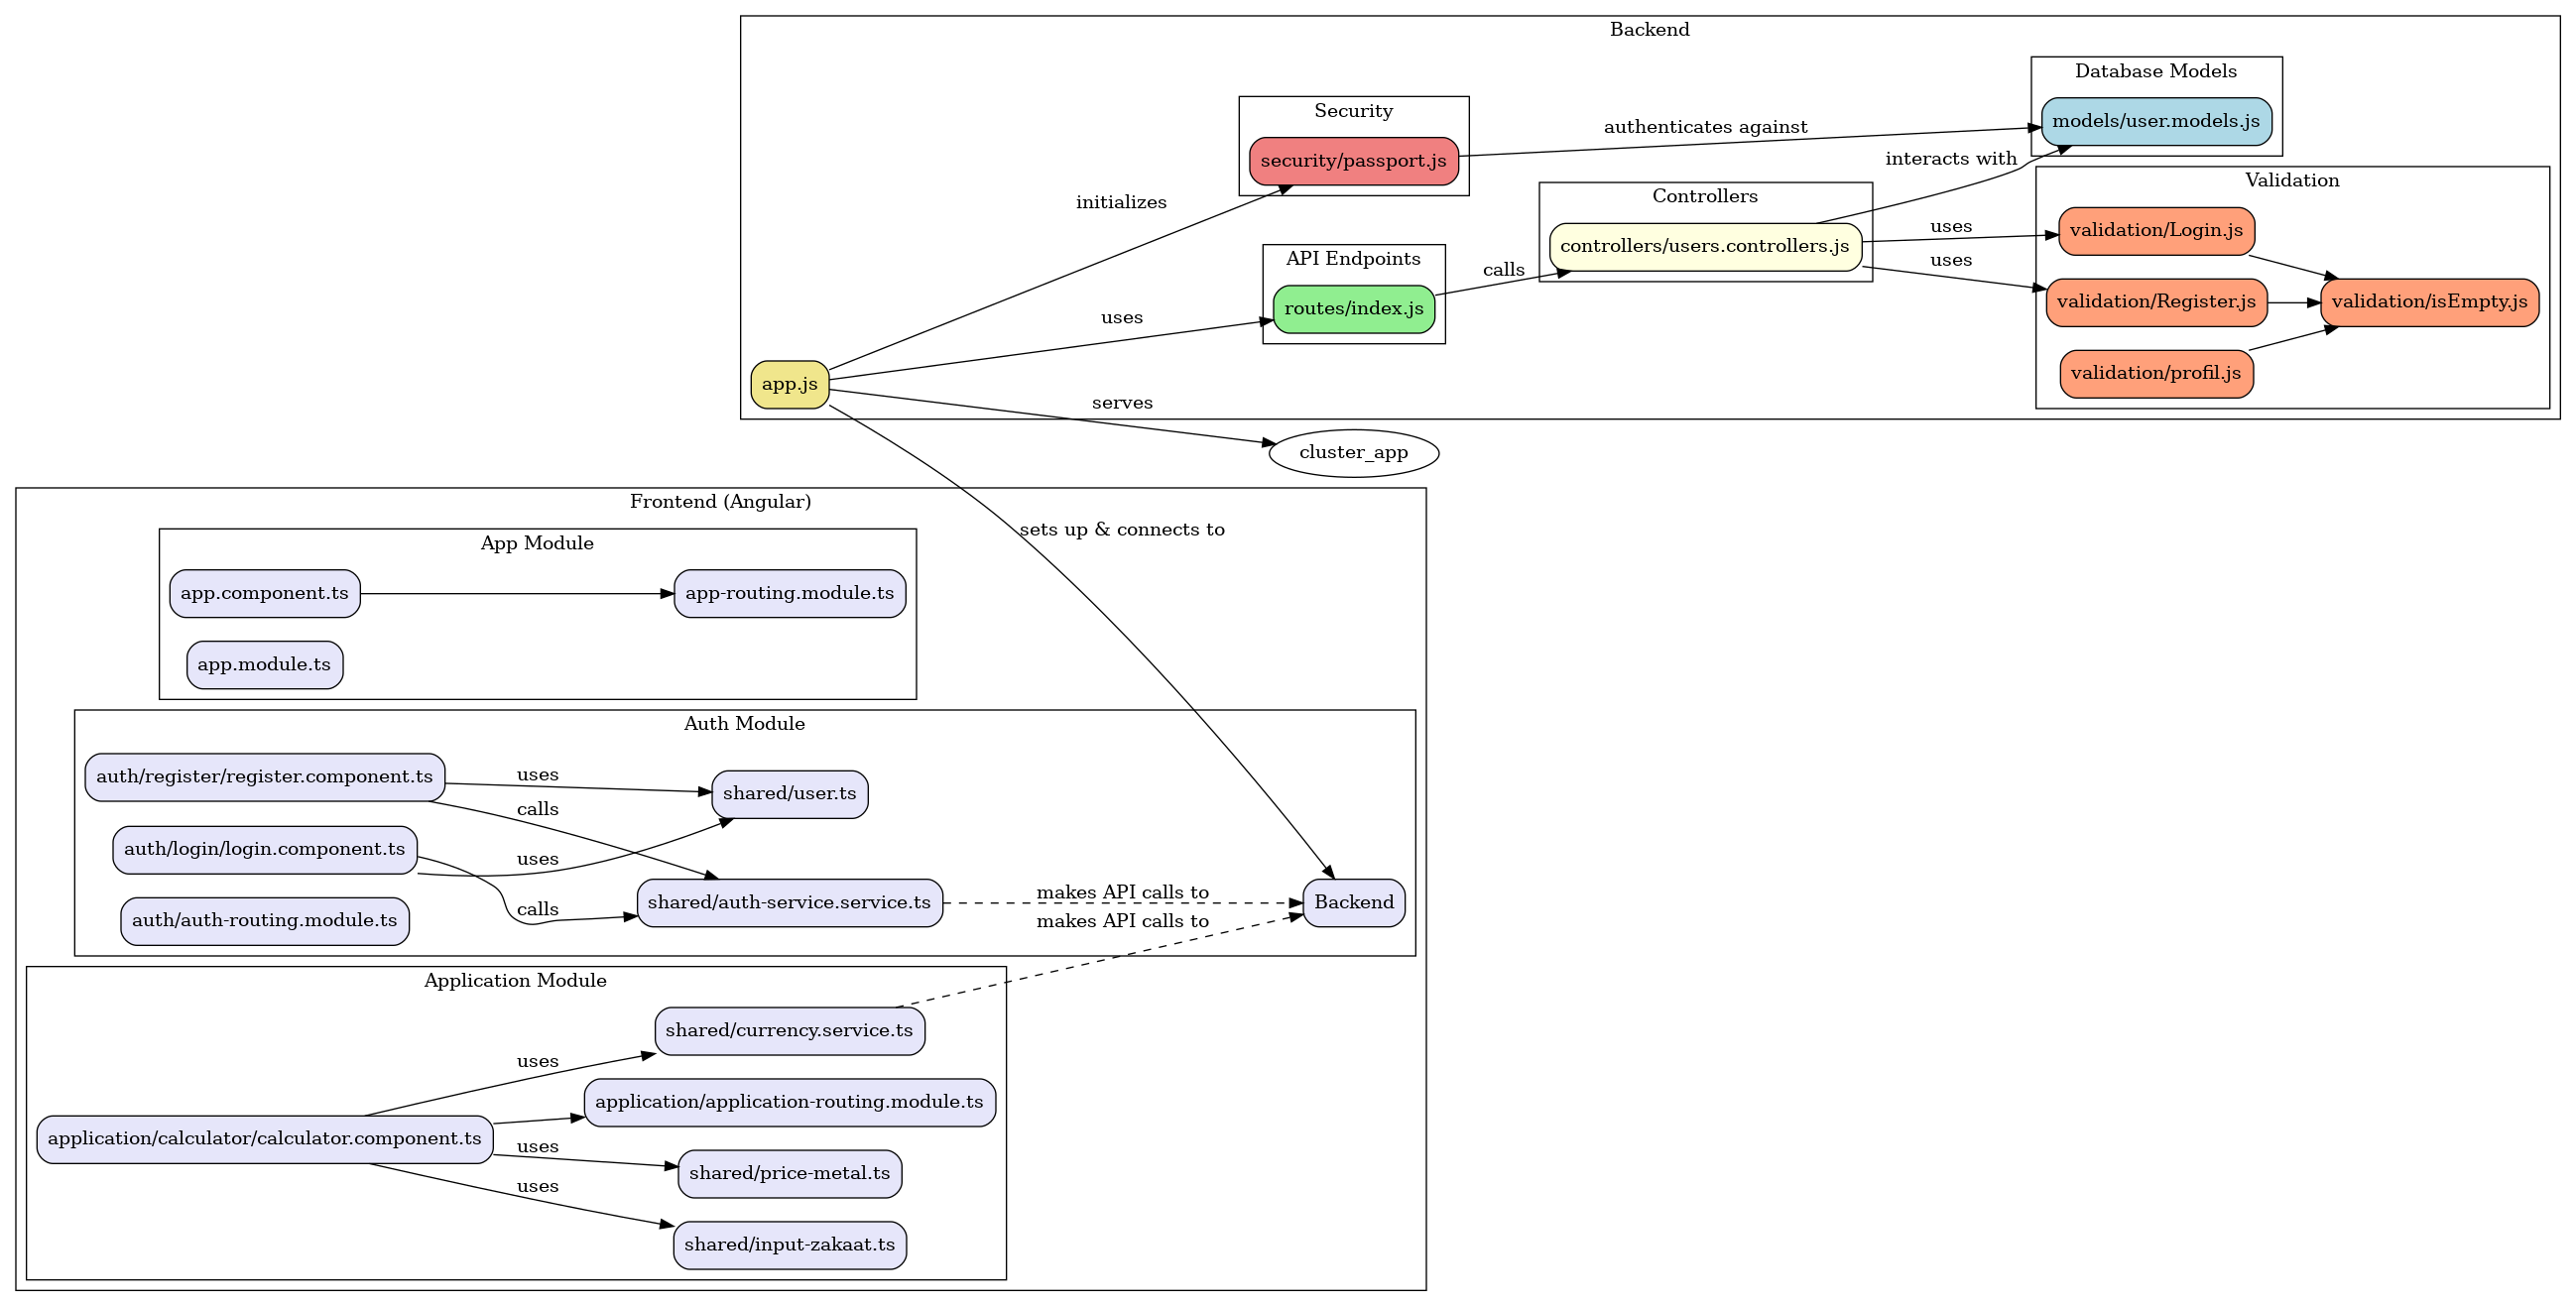 Backend
Database Models
models/user.models.js
Security
security/passport.js
authenticates against
interacts with
initializes
Controllers
controllers/users.controllers.js
Validation
validation/Login.js
uses
uses
validation/Register.js
validation/isEmpty.js
validation/profil.js
API Endpoints
routes/index.js
calls
uses
app.js
serves
cluster_app
Frontend (Angular)
sets up & connects to
App Module
app.component.ts
app-routing.module.ts
app.module.ts
Auth Module
auth/register/register.component.ts
uses
calls
shared/user.ts
auth/login/login.component.ts
uses
calls
shared/auth-service.service.ts
auth/auth-routing.module.ts
makes API calls to
makes API calls to
Backend
Application Module
shared/currency.service.ts
uses
application/application-routing.module.ts
application/calculator/calculator.component.ts
uses
shared/price-metal.ts
uses
shared/input-zakaat.ts